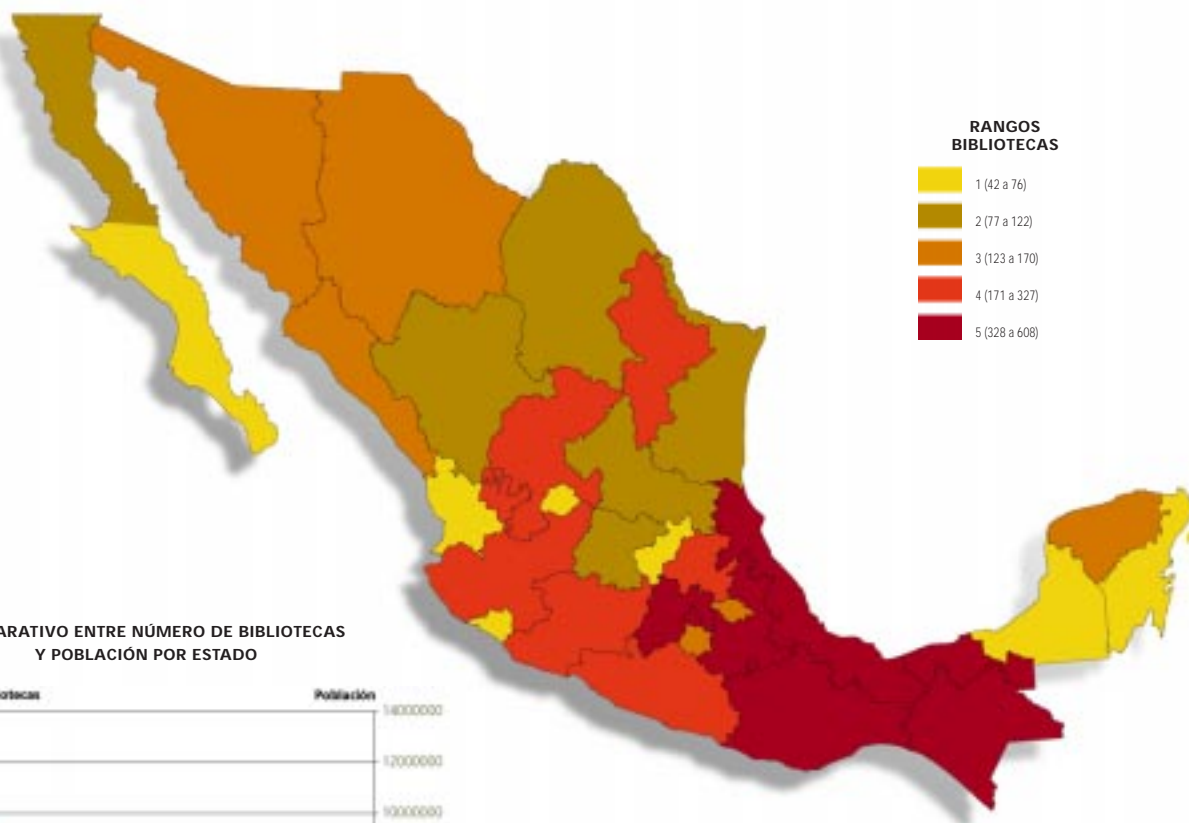 RANGOS
BIBLIOTECAS
1 (42 a 76)
2 (77 a 122)
3 (123 a 170)
4 (171 a 327)
5 (328 a 608)
ARATIVO ENTRE NÚMERO DE BIBLIOTECAS
Y POBLACIÓN POR ESTADO
otecas
Población
14000000
12000000
10000000